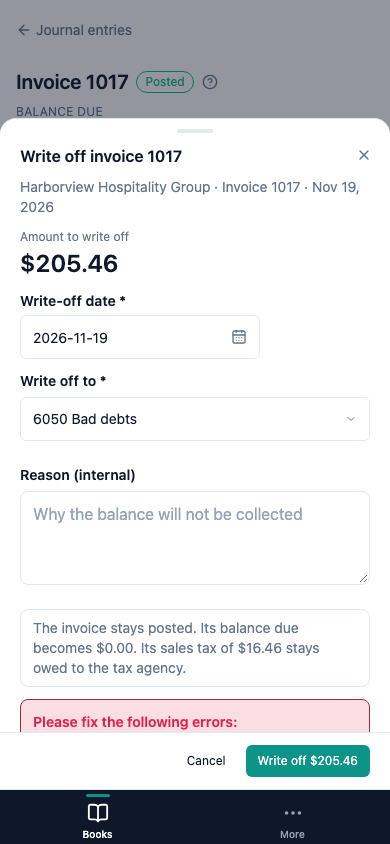 Journal entries
Invoice 1017 Posted
BALANCE DUE
Write off invoice 1017
Harborview Hospitality Group · Invoice 1017 · Nov 19,
2026
Amount to write off
$205.46
Write-off date *
2026-11-19
Write off to *
6050 Bad debts
Reason (internal)
Why the balance will not be collected
The invoice stays posted. Its balance due
becomes $0.00. Its sales tax of $16.46 stays
owed to the tax agency.
Please fix the following errors:
Cancel Write off $205.46
Books More